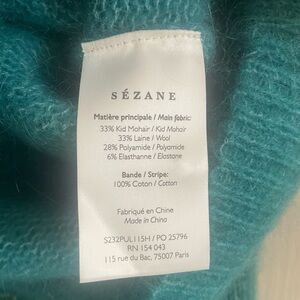 SÉZANE
Matière principale / Main fabric:
33% Kid Mohair / Kid Mohair
33% Laine / Wool
28% Polyamide / Polyamide
6% Elasthanne / Elastane
Bande / Stripe:
100% Coton / Cotton
Fabriqué en Chine
Made in China
S232PUL115H / PO 25796
RN 154 043
115 rue du Bac, 75007 Paris